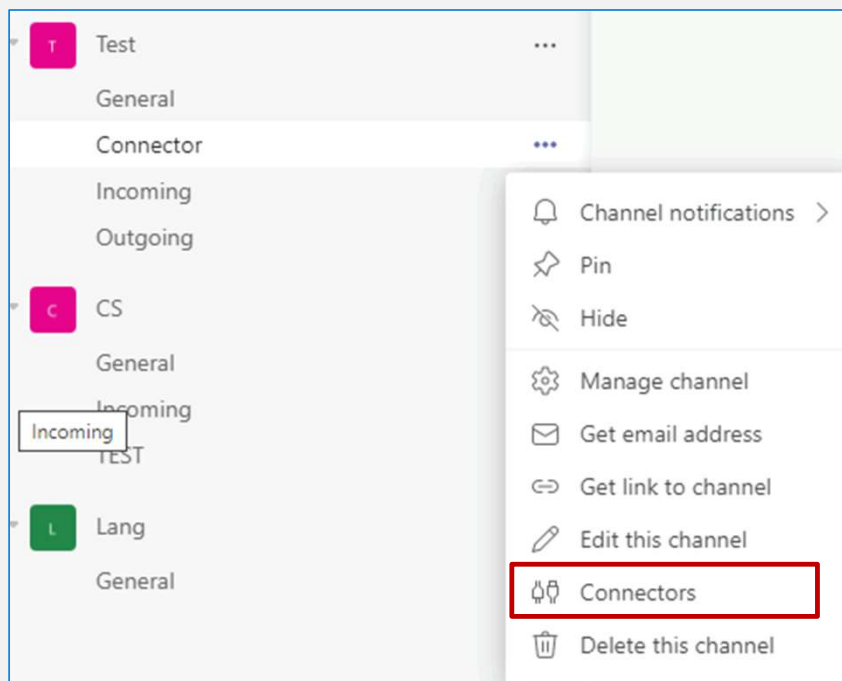 T Test ...
General
Connector ...
Incoming
Outgoing
C CS
General
Incoming
Incoming
TEST
L Lang
General
Channel notifications
Pin
Hide
Manage channel
Get email address
Get link to channel
Edit this channel
Connectors
Delete this channel